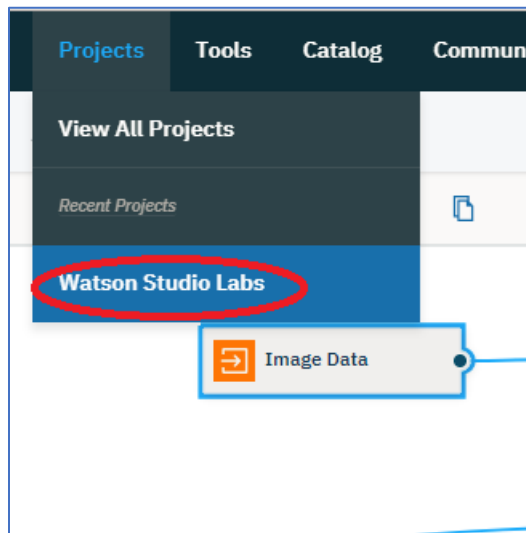 Projects Tools Catalog Commun
View All Projects
Recent Projects
Watson Studio Labs
Image Data